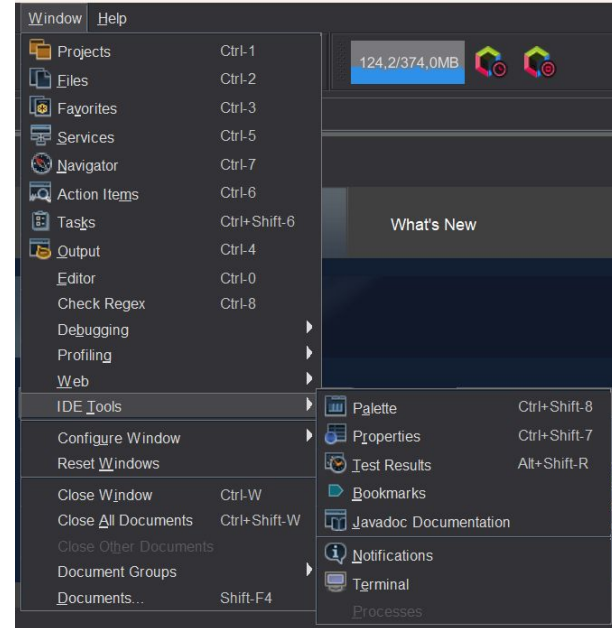 Window Help
Projects Ctrl-1
Files Ctrl-2
Favorites Ctrl-3
Services Ctrl-5
Navigator Ctrl-7
Action Items Ctrl-6
Tasks Ctrl+Shift-6
Output Ctrl-4
Editor Ctrl-0
Check Regex Ctrl-8
Debugging
Profiling
Web
IDE Tools
Configure Window
Reset Windows
Close Window Ctrl-W
Close All Documents Ctrl+Shift-W
Close Other Documents
Document Groups
Documents... Shift-F4
124,2/374,0MB
What's New
Palette Ctrl+Shift-8
Properties Ctrl+Shift-7
Test Results Alt+Shift-R
Bookmarks
Javadoc Documentation
Notifications
Terminal
Processes